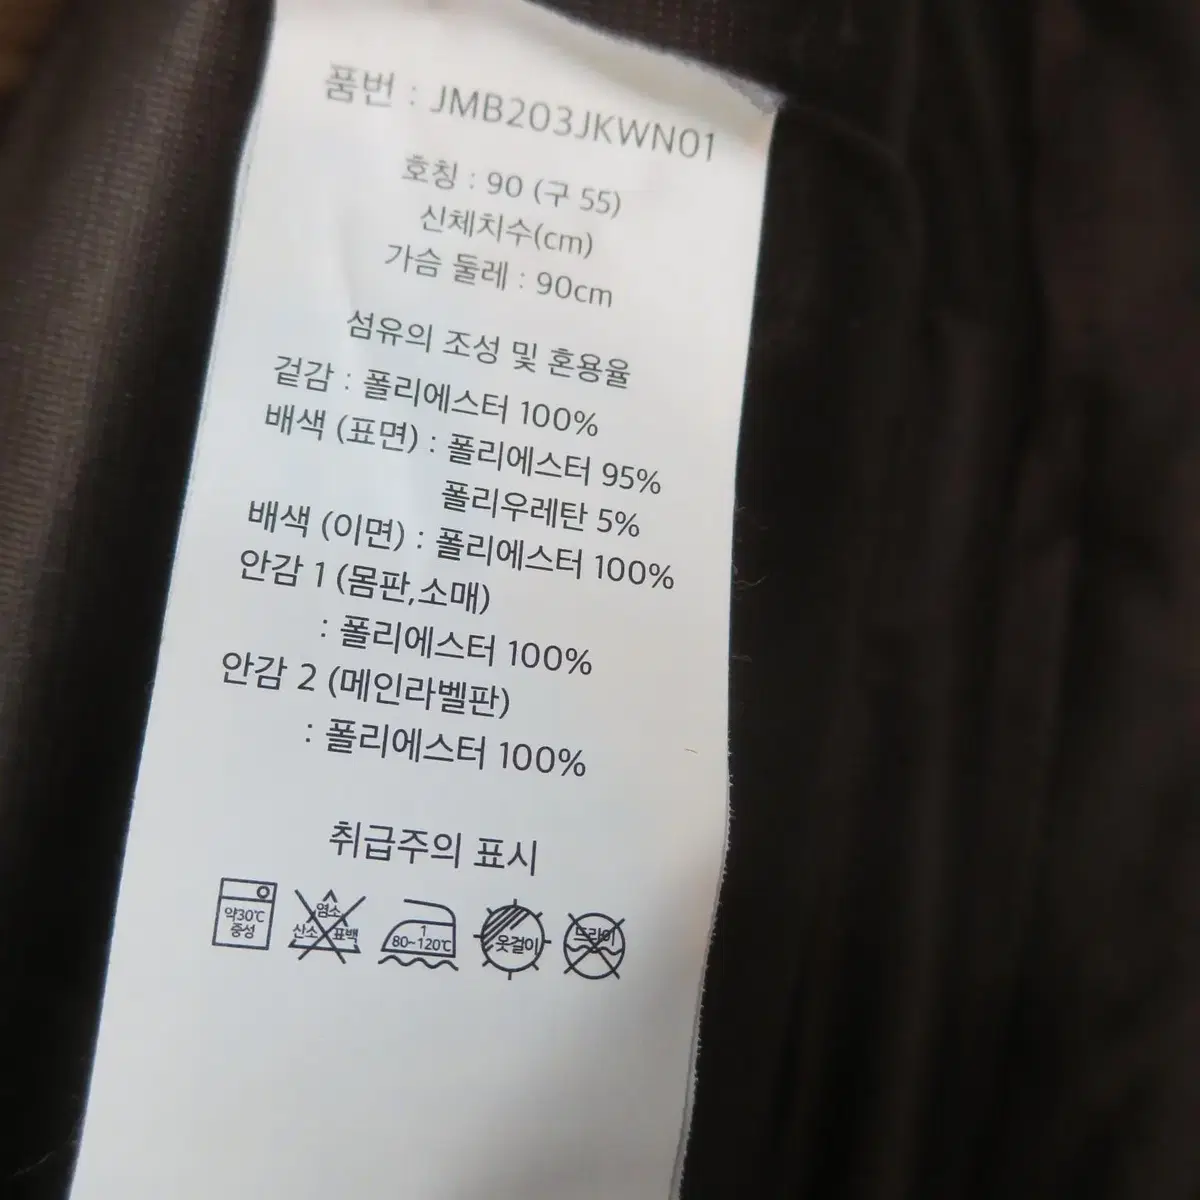 품번 : JMB203JKWN01
호칭 : 90 (구 55)
신체치수(cm)
가슴 둘레 : 90cm
섬유의 조성 및 혼용율
겉감 : 폴리에스터 100%
배색 (표면) : 폴리에스터 95%
폴리우레탄 5%
배색 (이면) : 폴리에스터 100%
안감 1 (몸판,소매)
: 폴리에스터 100%
안감 2 (메인라벨판)
: 폴리에스터 100%
취급주의 표시
약30℃
중성
염소
산소 표백
1
80~120℃
옷걸이
드라이